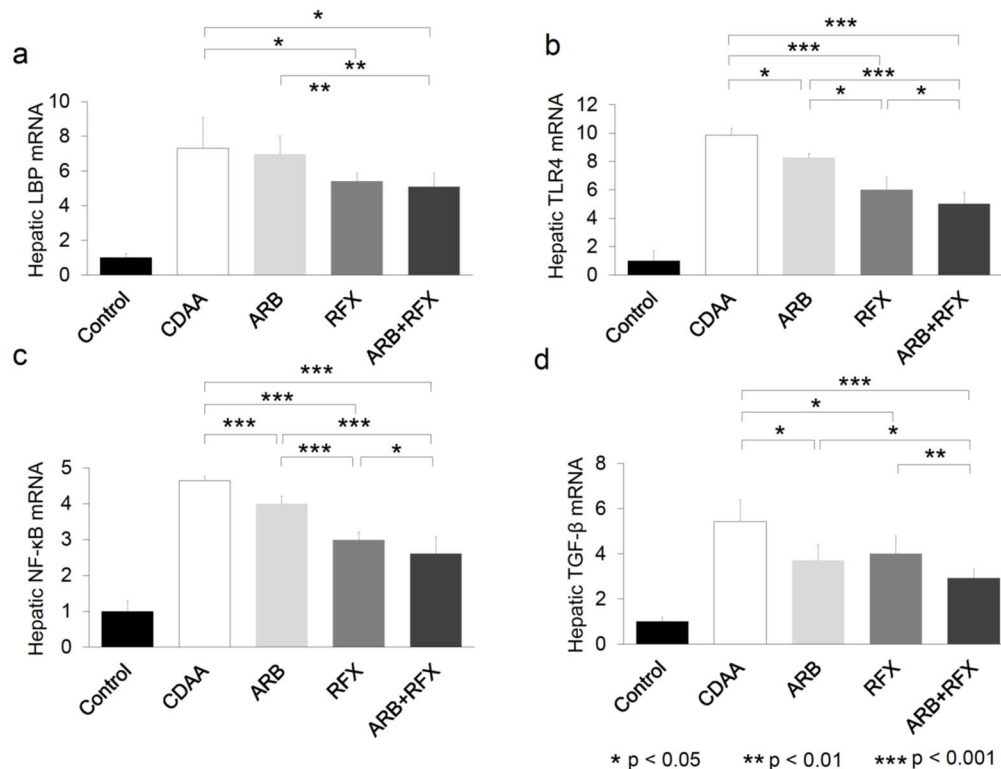 a
*
*
**
**
Hepatic LBP mRNA
10
8
6
4
2
0
Control
CDAA
ARB
RFX
ARB+RFX
b
***
***
* ***
* *
Hepatic TLR4 mRNA
12
10
8
6
4
2
0
Control
CDAA
ARB
RFX
ARB+RFX
c
***
***
*** ***
*** *
Hepatic NF-κB mRNA
5
4
3
2
1
0
Control
CDAA
ARB
RFX
ARB+RFX
d
***
*
* *
**
Hepatic TGF-β mRNA
8
6
4
2
0
Control
CDAA
ARB
RFX
ARB+RFX
* p < 0.05 ** p < 0.01 *** p < 0.001